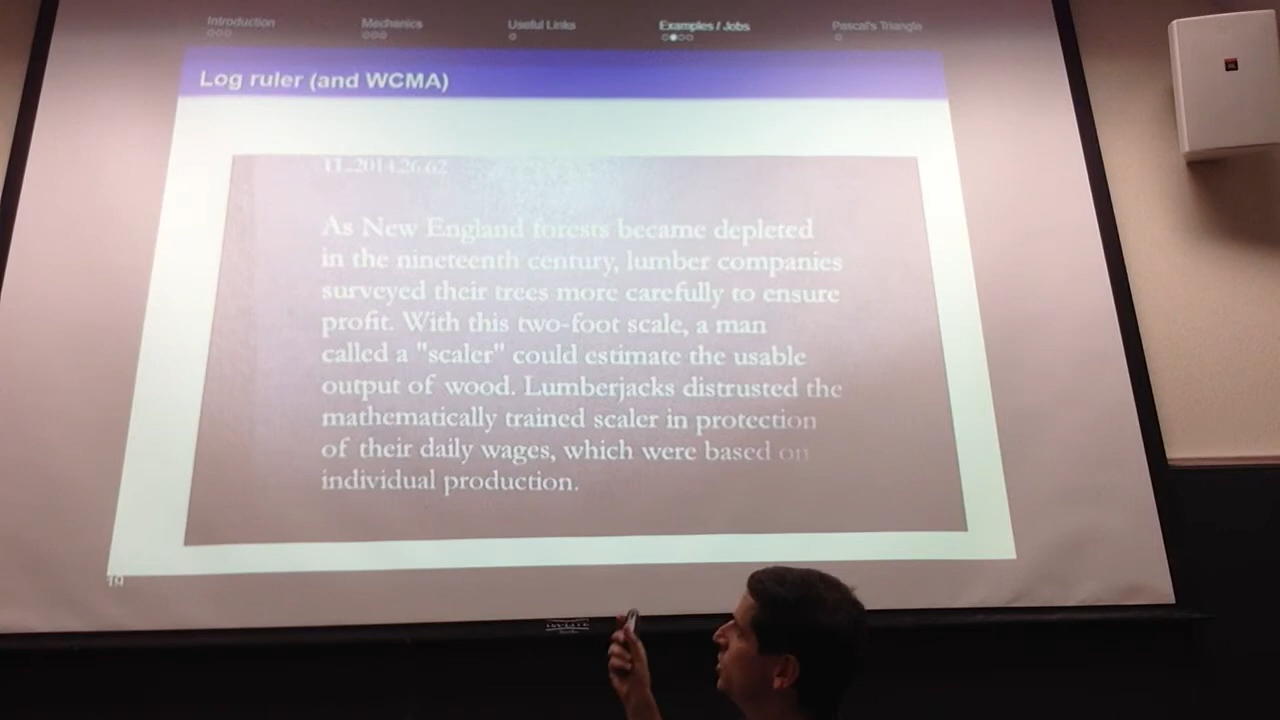 Introduction Mechanics Useful Links Examples / Jobs Pascal's Triangle
Log ruler (and WCMA)
TL.2014.26.62
As New England forests became depleted
in the nineteenth century, lumber companies
surveyed their trees more carefully to ensure
profit. With this two-foot scale, a man
called a "scaler" could estimate the usable
output of wood. Lumberjacks distrusted the
mathematically trained scaler in protection
of their daily wages, which were based on
individual production.
19